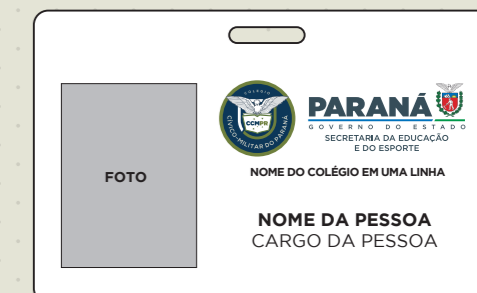 FOTO
COLÉGIO
CCMPR
CÍVICO-MILITAR DO PARANÁ
PARANÁ
GOVERNO DO ESTADO
SECRETARIA DA EDUCAÇÃO
E DO ESPORTE
NOME DO COLÉGIO EM UMA LINHA
NOME DA PESSOA
CARGO DA PESSOA